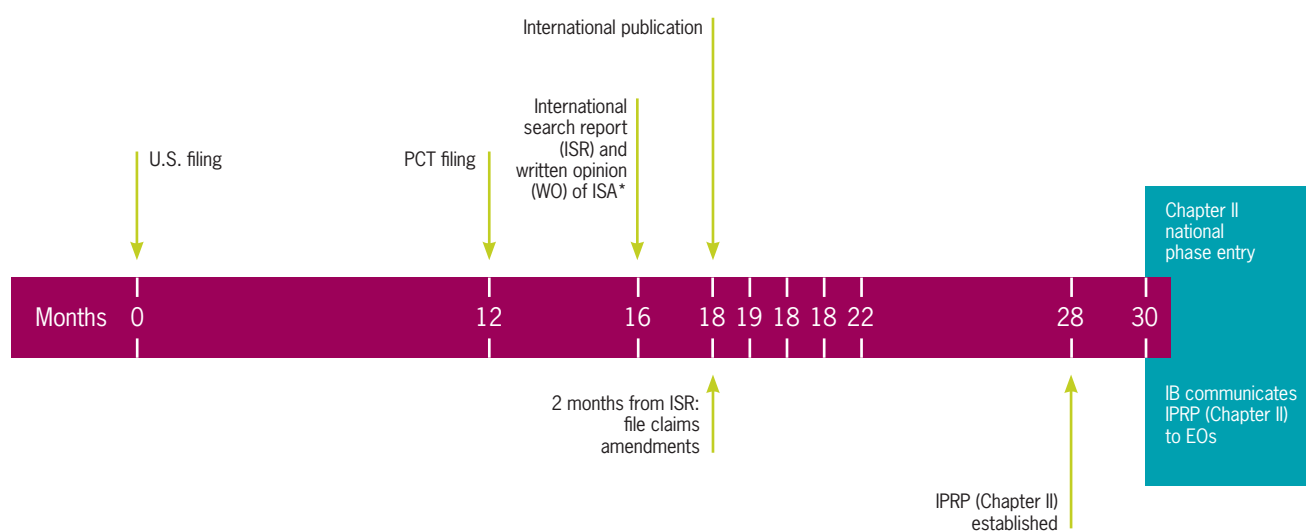 International publication
International
search report
(ISR) and
written opinion
(WO) of ISA*
U.S. filing
PCT filing
Chapter II
national
phase entry
Months 0 12 16 18 19 18 18 22 28 30
2 months from ISR:
file claims
amendments
IB communicates
IPRP (Chapter II)
to EOs
IPRP (Chapter II)
established